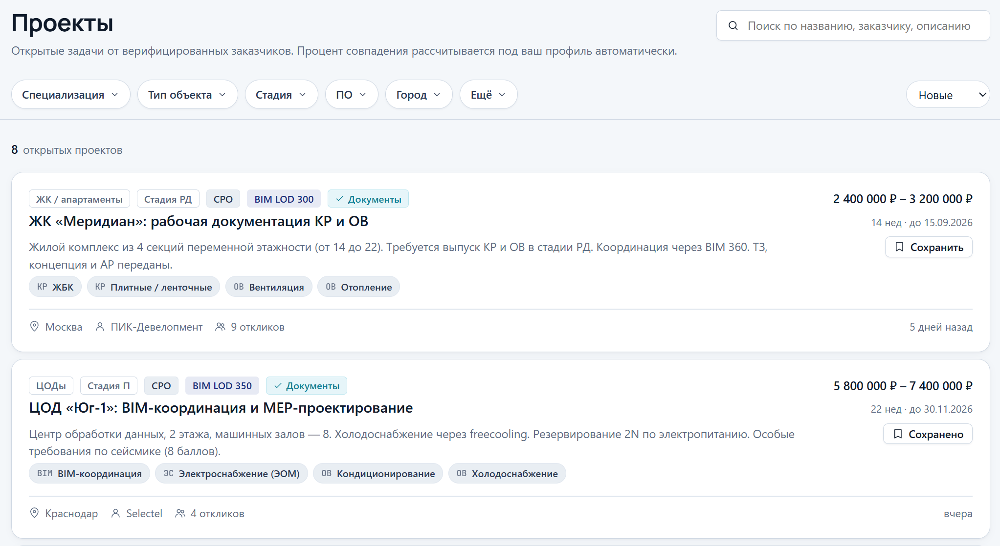 Проекты
Поиск по названию, заказчику, описанию
Открытые задачи от верифицированных заказчиков. Процент совпадения рассчитывается под ваш профиль автоматически.
Специализация Тип объекта Стадия ПО Город Ещё Новые
8 открытых проектов
ЖК / апартаменты Стадия РД СРО BIM LOD 300 Документы
2 400 000 ₽ – 3 200 000 ₽
ЖК «Меридиан»: рабочая документация КР и ОВ
14 нед · до 15.09.2026
Жилой комплекс из 4 секций переменной этажности (от 14 до 22). Требуется выпуск КР и ОВ в стадии РД. Координация через BIM 360. ТЗ,
концепция и АР переданы.
Сохранить
КР ЖБК КР Плитные / ленточные ОВ Вентиляция ОВ Отопление
Москва ПИК-Девелопмент 9 откликов 5 дней назад
ЦОДы Стадия П СРО BIM LOD 350 Документы
5 800 000 ₽ – 7 400 000 ₽
ЦОД «Юг-1»: BIM-координация и MEP-проектирование
22 нед · до 30.11.2026
Центр обработки данных, 2 этажа, машинных залов — 8. Холодоснабжение через freecooling. Резервирование 2N по электропитанию. Особые
требования по сейсмике (8 баллов).
Сохранено
BIM BIM-координация ЭС Электроснабжение (ЭОМ) ОВ Кондиционирование ОВ Холодоснабжение
Краснодар Selectel 4 откликов вчера